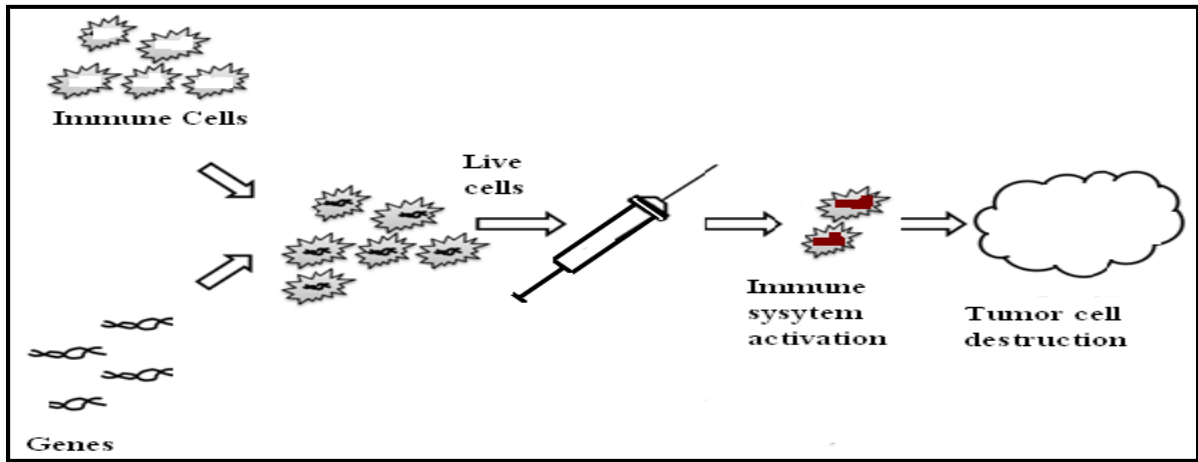 Immune Cells
Live
cells
Immune
sysytem
activation
Tumor cell
destruction
Genes